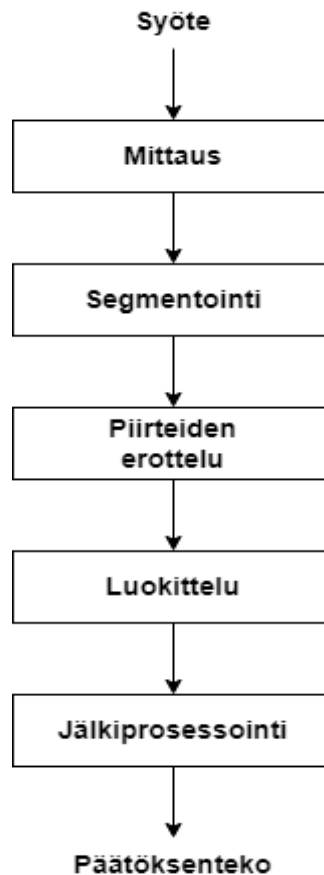 Syöte
Mittaus
Segmentointi
Piirteiden
erottelu
Luokittelu
Jälkiprosessointi
Päätöksenteko